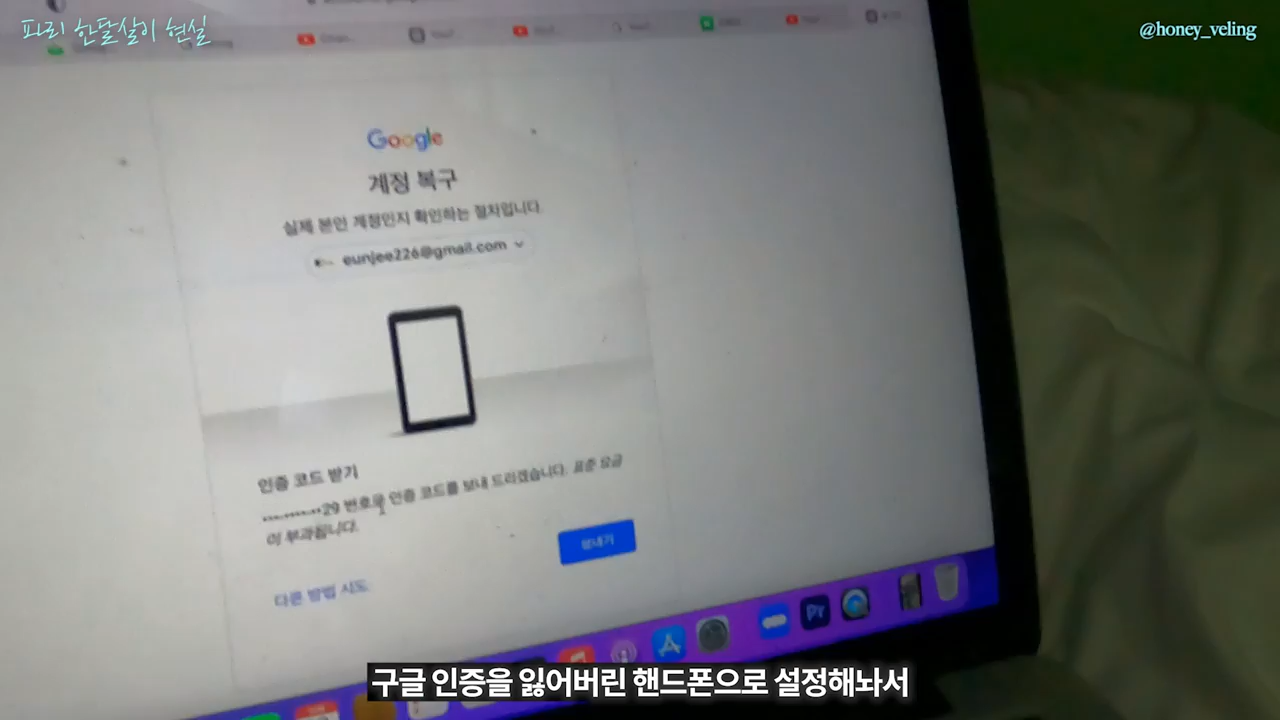 파리 한달살이 현실
@honey_veling
Google
계정 복구
실제 본인 계정인지 확인하는 절차입니다.
eunjee226@gmail.com
인증 코드 받기
•••-••••-••29 번호로 인증 코드를 보내 드리겠습니다. 표준 요금
이 부과됩니다.
보내기
다른 방법 시도
Pr
구글 인증을 잃어버린 핸드폰으로 설정해놔서